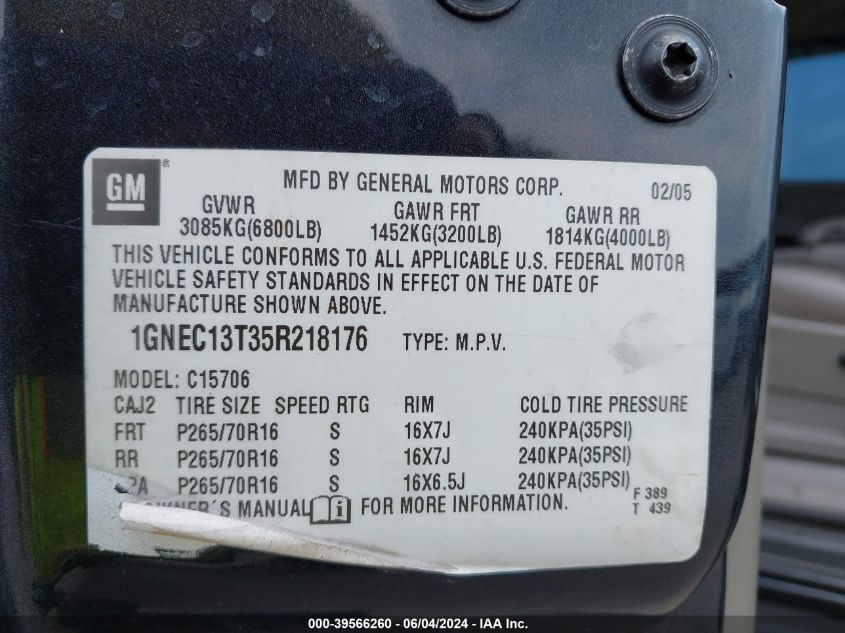 GM ®
MFD BY GENERAL MOTORS CORP. 02/05
GVWR GAWR FRT GAWR RR
3085KG(6800LB) 1452KG(3200LB) 1814KG(4000LB)
THIS VEHICLE CONFORMS TO ALL APPLICABLE U.S. FEDERAL MOTOR
VEHICLE SAFETY STANDARDS IN EFFECT ON THE DATE OF
MANUFACTURE SHOWN ABOVE.
1GNEC13T35R218176 TYPE: M.P.V.
MODEL: C15706
CAJ2 TIRE SIZE SPEED RTG RIM COLD TIRE PRESSURE
FRT P265/70R16 S 16X7J 240KPA(35PSI)
RR P265/70R16 S 16X7J 240KPA(35PSI)
PA P265/70R16 S 16X6.5J 240KPA(35PSI)
OWNER'S MANUAL i FOR MORE INFORMATION.
F 389
T 439
000-39566260 - 06/04/2024 - IAA Inc.